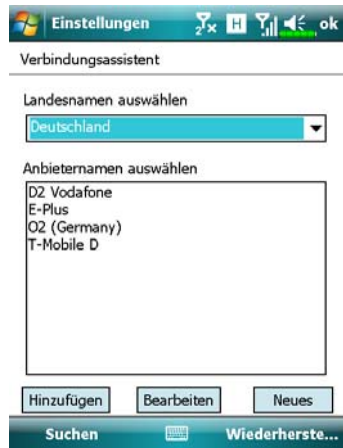 Einstellungen 2 H ok
Verbindungsassistent
Landesnamen auswählen
Deutschland
Anbieternamen auswählen
D2 Vodafone
E-Plus
O2 (Germany)
T-Mobile D
Hinzufügen Bearbeiten Neues
Suchen Wiederherste...